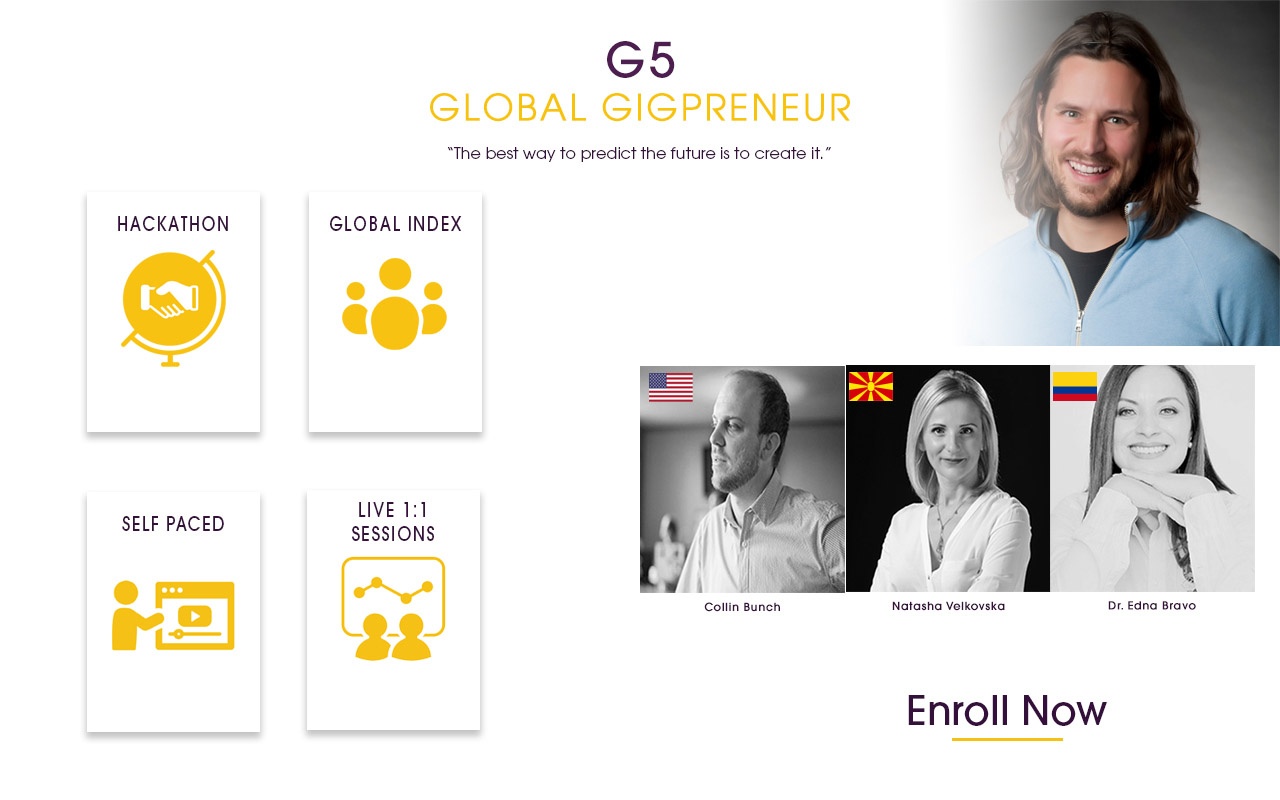 G5
GLOBAL GIGPRENEUR
“The best way to predict the future is to create it.”
HACKATHON
GLOBAL INDEX
SELF PACED
LIVE 1:1
SESSIONS
Collin Bunch
Natasha Velkovska
Dr. Edna Bravo
Enroll Now